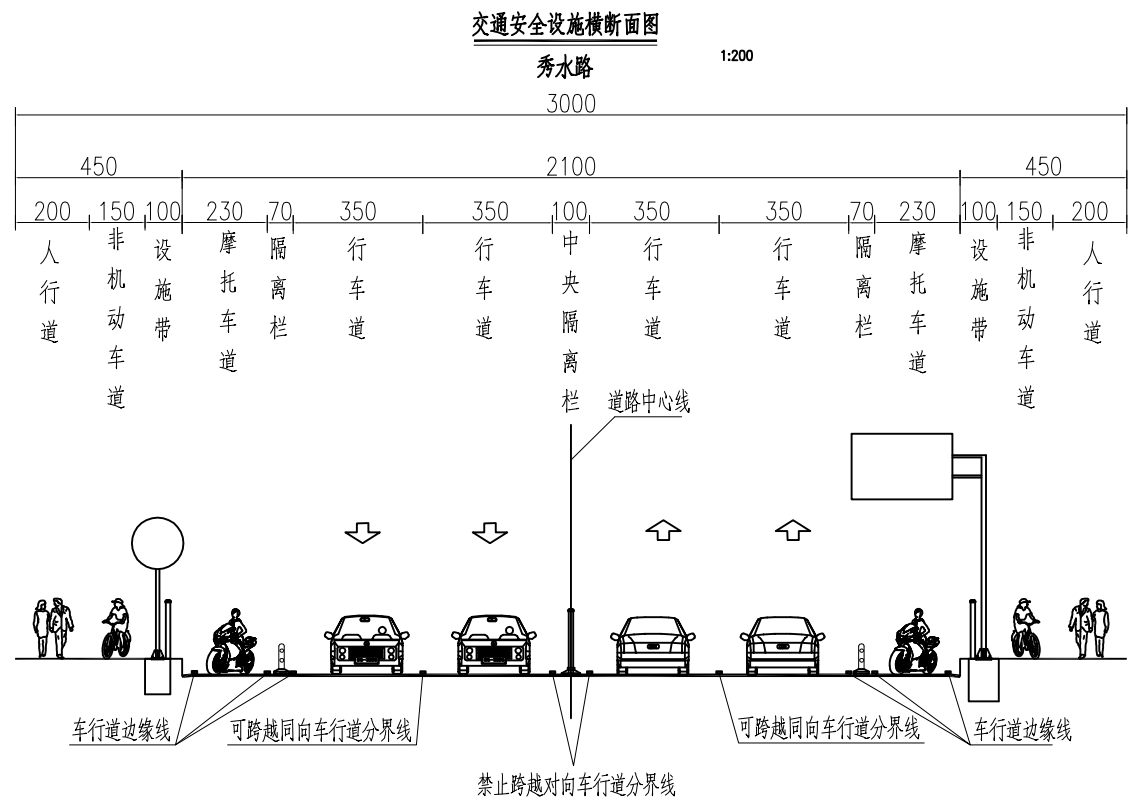 交通安全设施横断面图
秀水路
1:200
3000
450 2100 450
200 150 100 230 70 350 350 100 350 350 70 230 100 150 200
人行道
非机动车道
设施带
摩托车道
隔离栏
行车道
行车道
中央隔离栏
行车道
行车道
隔离栏
摩托车道
设施带
非机动车道
人行道
道路中心线
车行道边缘线
可跨越同向车行道分界线
可跨越同向车行道分界线
车行道边缘线
禁止跨越对向车行道分界线